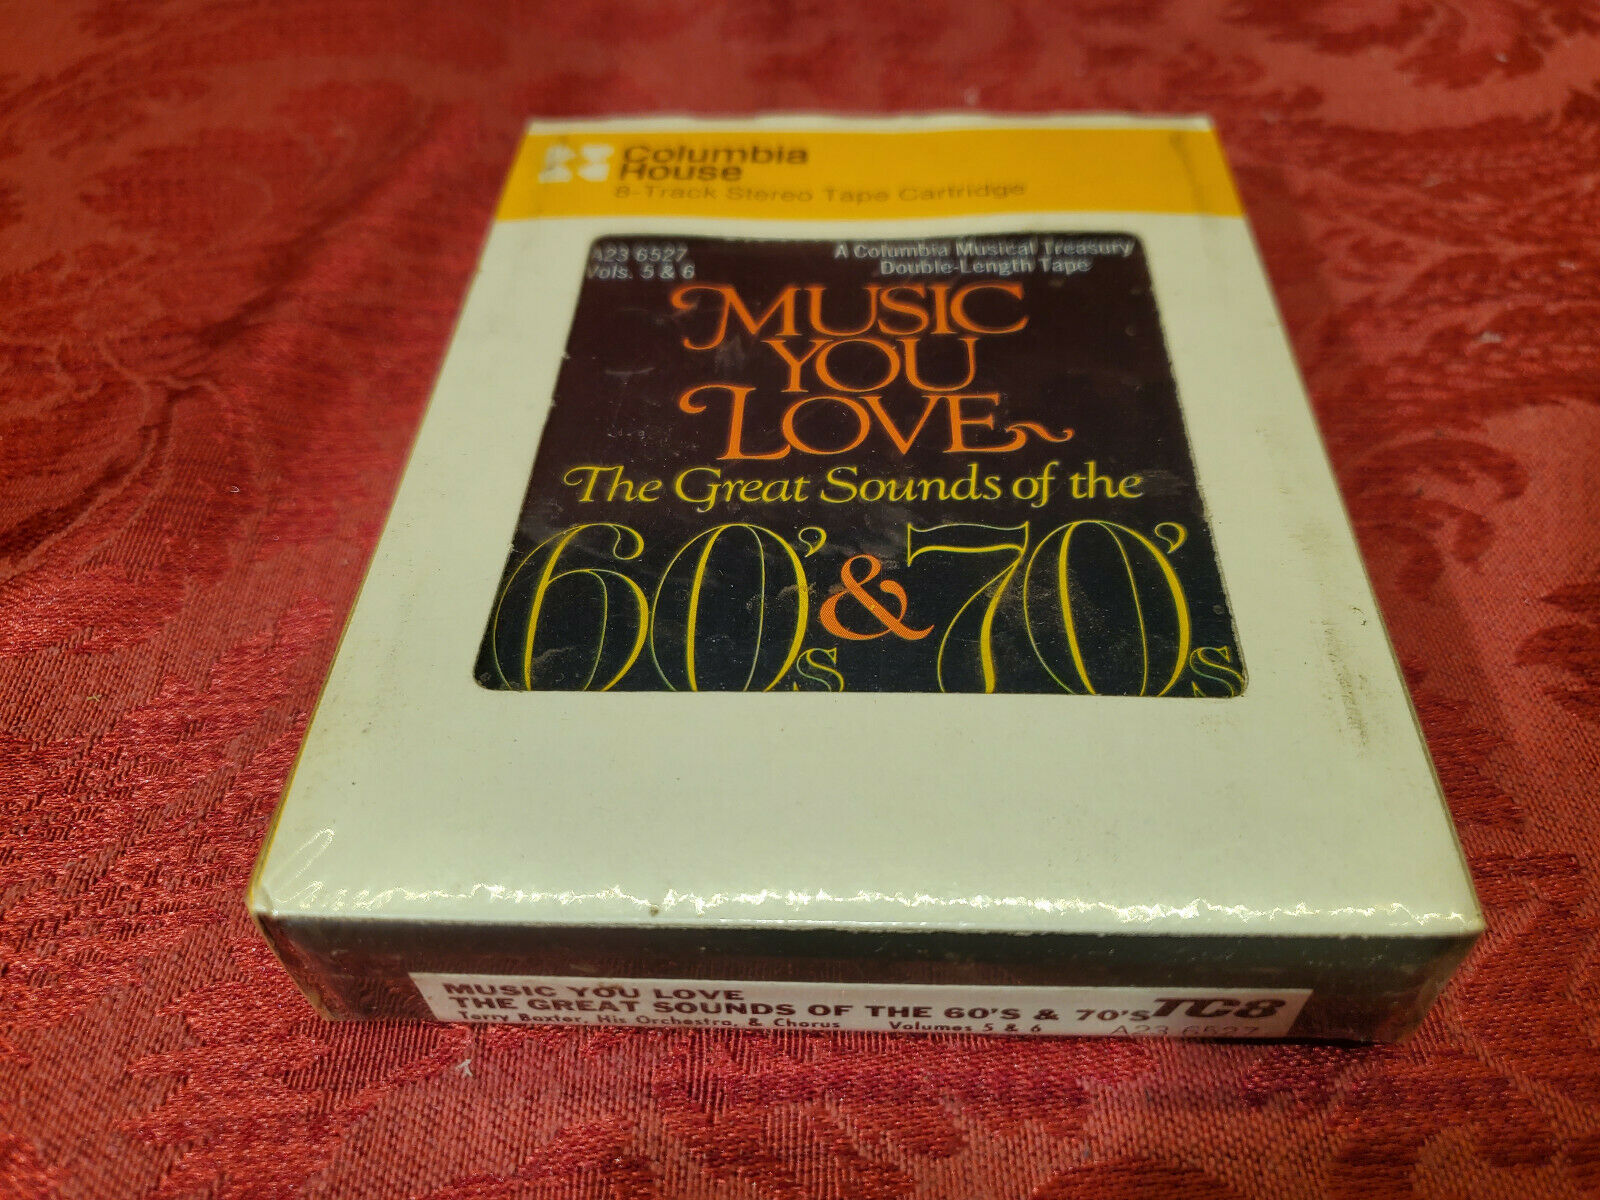 Columbia
House
8-Track Stereo Tape Cartridge
A23 6527
Vols. 5 & 6
A Columbia Musical Treasury
Double-Length Tape
MUSIC
YOU
LOVE
The Great Sounds of the
60's & 70's
MUSIC YOU LOVE
THE GREAT SOUNDS OF THE 60'S & 70'S
TC8
Terry Baxter, His Orchestra, & Chorus Volumes 5 & 6
A23 6527